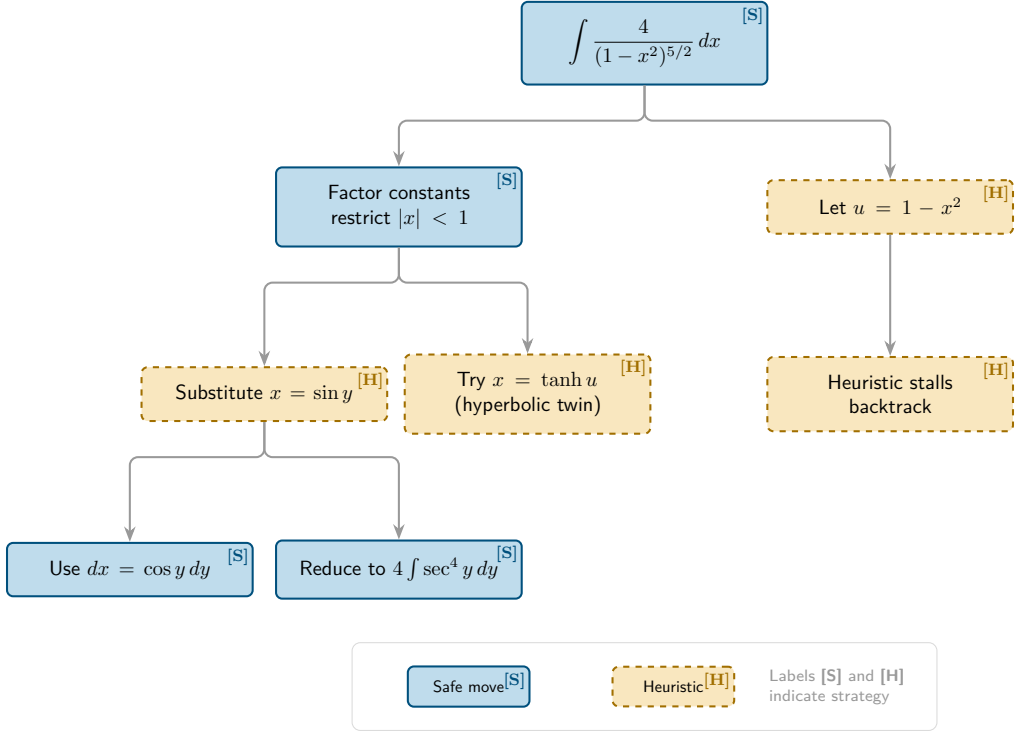 [S]
∫ 4/(1 − x²)^{5/2} dx
[S]
Factor constants
restrict |x| < 1
[H]
Let u = 1 − x²
[H]
Substitute x = sin y
[H]
Try x = tanh u
(hyperbolic twin)
[H]
Heuristic stalls
backtrack
[S]
Use dx = cos y dy
[S]
Reduce to 4 ∫ sec⁴ y dy
Safe move [S]
Heuristic [H]
Labels [S] and [H]
indicate strategy